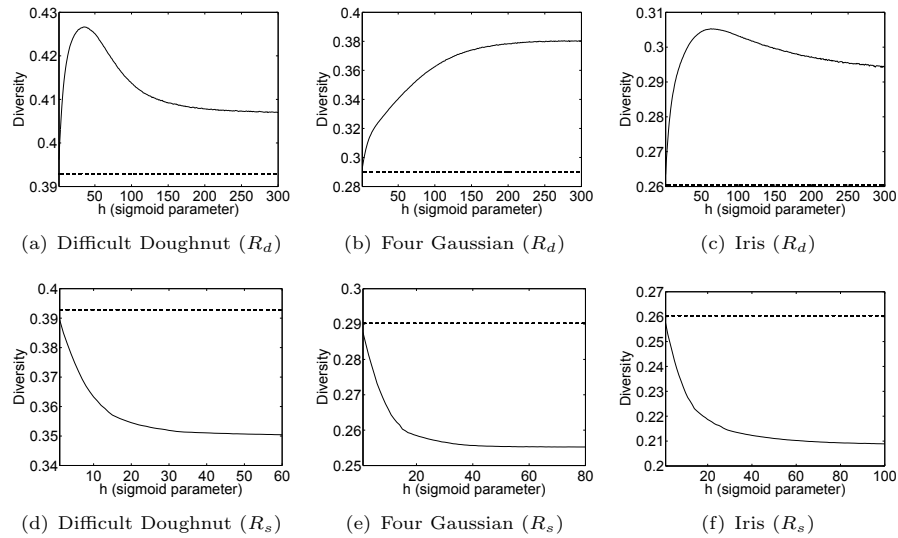 0.43
0.42
0.41
0.4
0.39
Diversity
50 100 150 200 250 300
h (sigmoid parameter)
(a) Difficult Doughnut (R_d)
0.4
0.38
0.36
0.34
0.32
0.3
0.28
Diversity
50 100 150 200 250 300
h (sigmoid parameter)
(b) Four Gaussian (R_d)
0.31
0.3
0.29
0.28
0.27
0.26
Diversity
50 100 150 200 250 300
h (sigmoid parameter)
(c) Iris (R_d)
0.4
0.39
0.38
0.37
0.36
0.35
0.34
Diversity
10 20 30 40 50 60
h (sigmoid parameter)
(d) Difficult Doughnut (R_s)
0.3
0.29
0.28
0.27
0.26
0.25
Diversity
20 40 60 80
h (sigmoid parameter)
(e) Four Gaussian (R_s)
0.27
0.26
0.25
0.24
0.23
0.22
0.21
0.2
Diversity
20 40 60 80 100
h (sigmoid parameter)
(f) Iris (R_s)